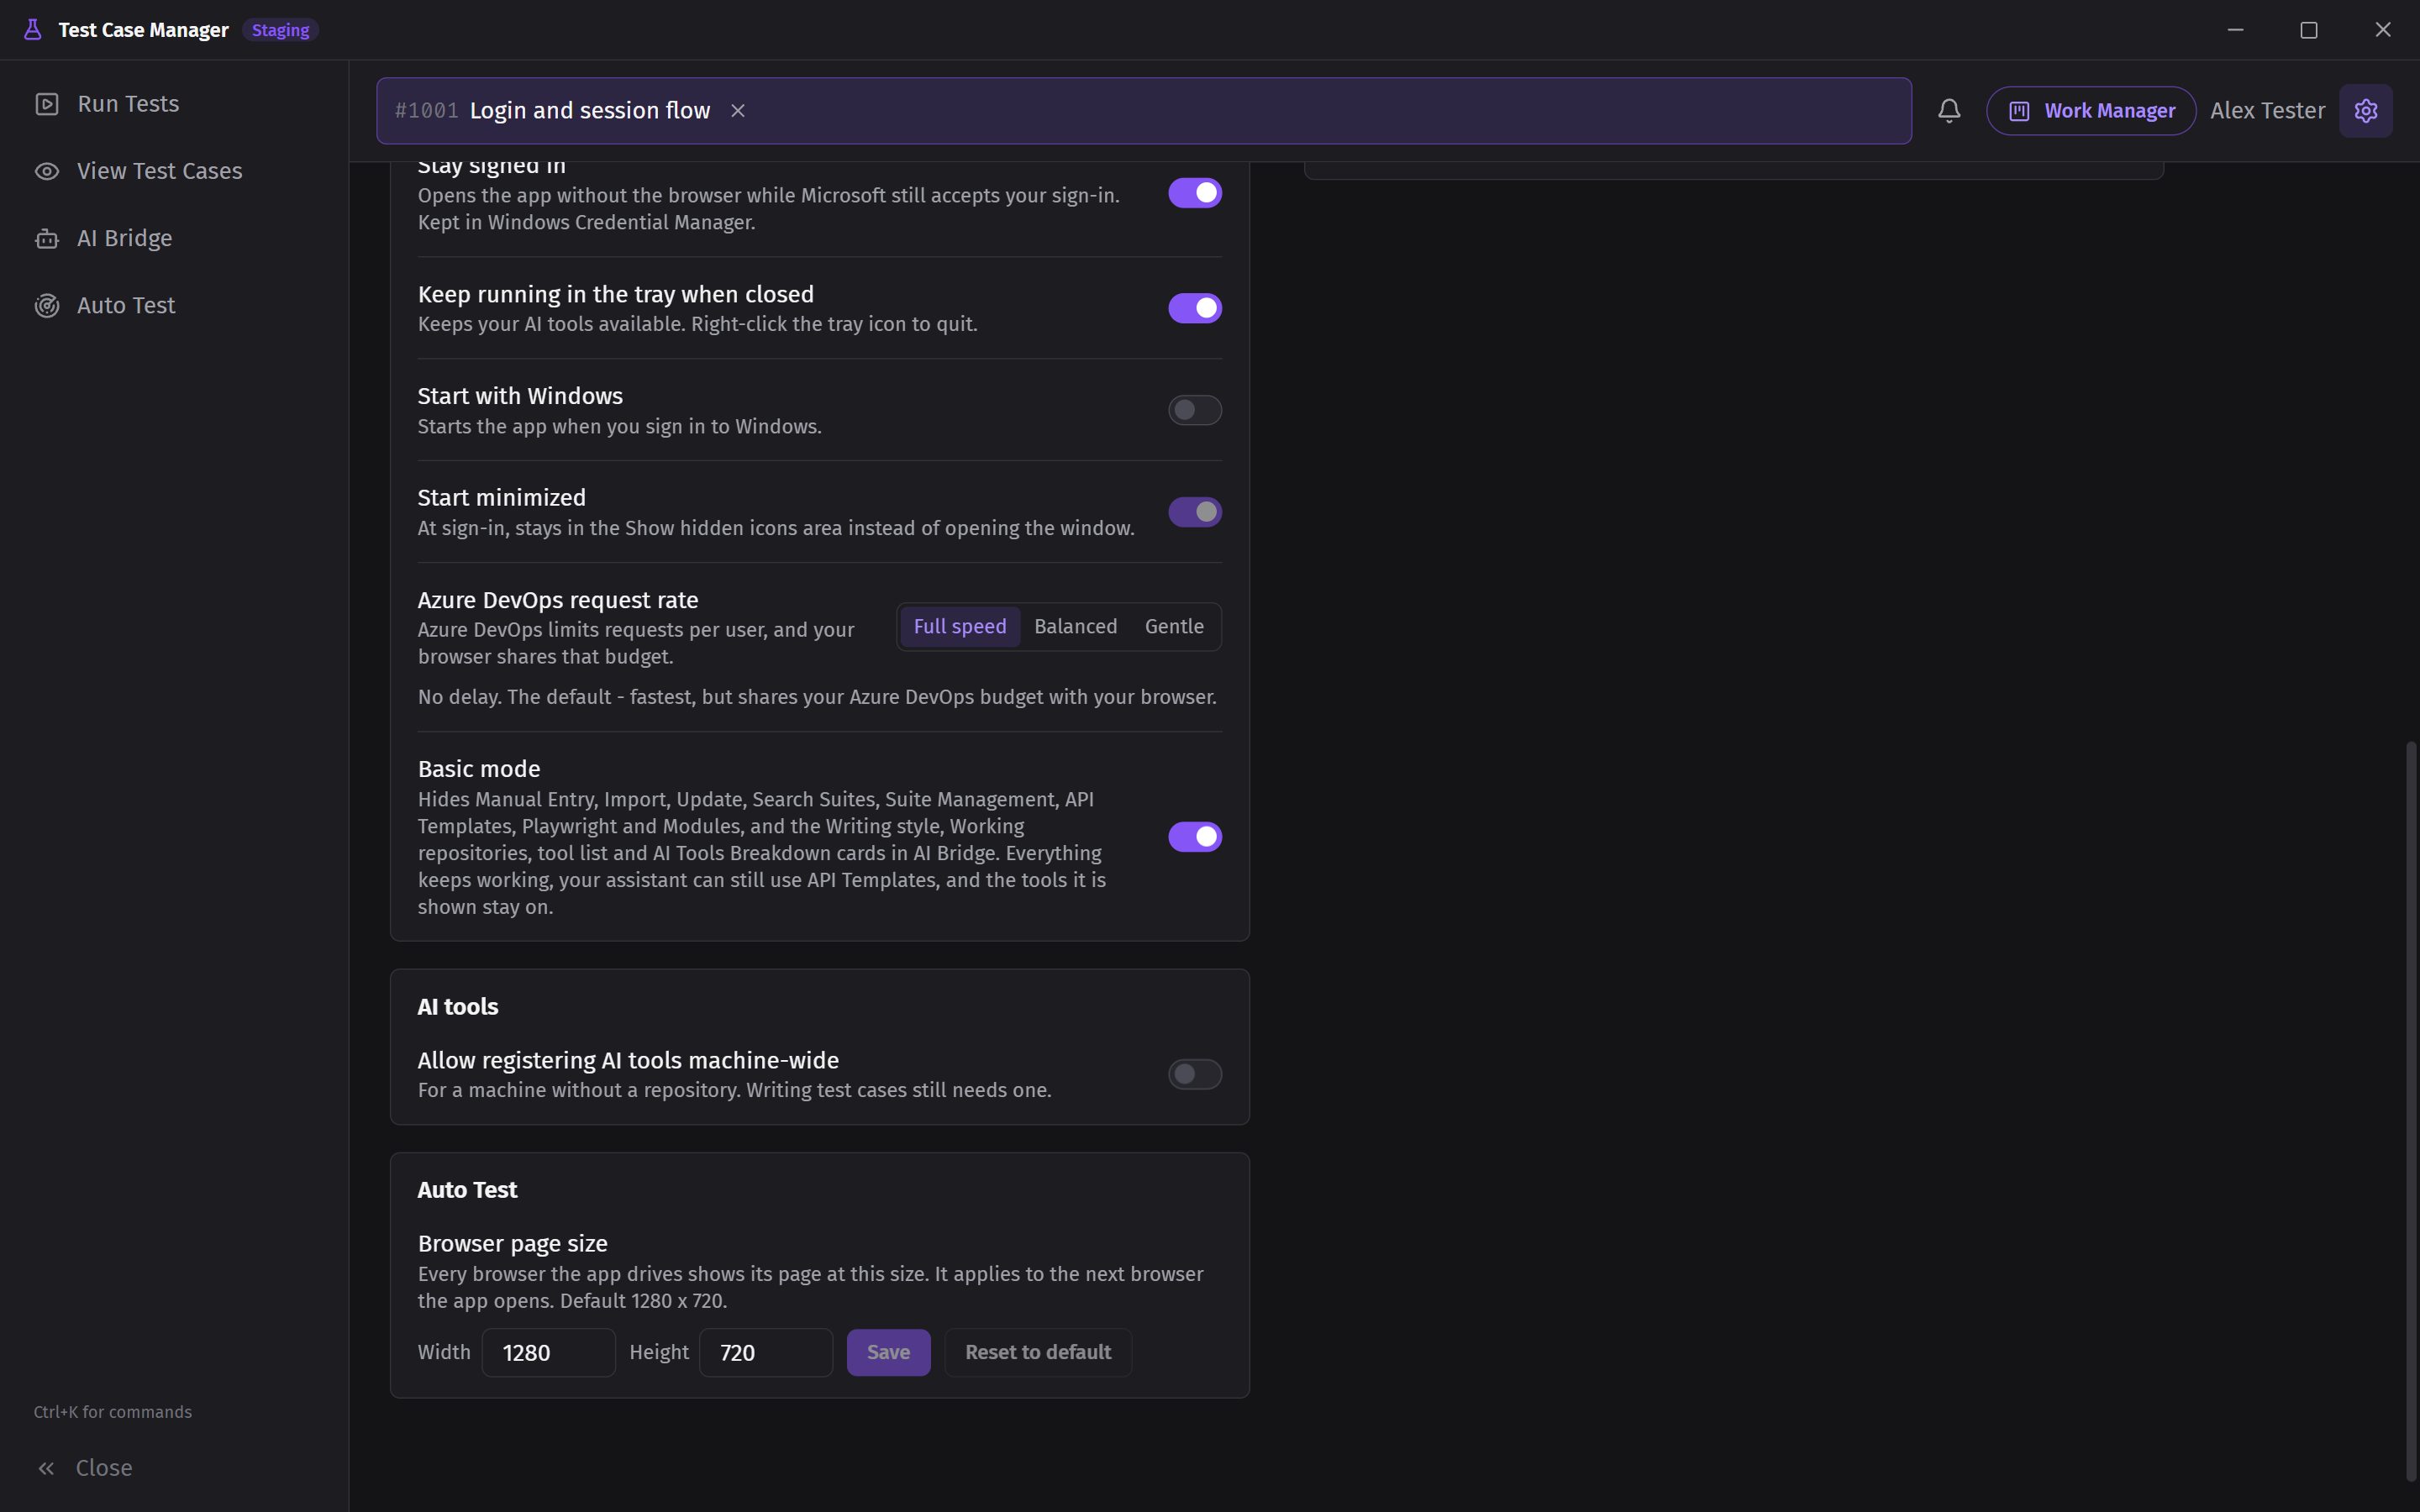 Test Case Manager Staging
Run Tests
View Test Cases
AI Bridge
Auto Test
Ctrl+K for commands
Close
#1001 Login and session flow
Work Manager
Alex Tester
Stay signed in
Opens the app without the browser while Microsoft still accepts your sign-in.
Kept in Windows Credential Manager.
Keep running in the tray when closed
Keeps your AI tools available. Right-click the tray icon to quit.
Start with Windows
Starts the app when you sign in to Windows.
Start minimized
At sign-in, stays in the Show hidden icons area instead of opening the window.
Azure DevOps request rate
Azure DevOps limits requests per user, and your
browser shares that budget.
Full speed Balanced Gentle
No delay. The default - fastest, but shares your Azure DevOps budget with your browser.
Basic mode
Hides Manual Entry, Import, Update, Search Suites, Suite Management, API
Templates, Playwright and Modules, and the Writing style, Working
repositories, tool list and AI Tools Breakdown cards in AI Bridge. Everything
keeps working, your assistant can still use API Templates, and the tools it is
shown stay on.
AI tools
Allow registering AI tools machine-wide
For a machine without a repository. Writing test cases still needs one.
Auto Test
Browser page size
Every browser the app drives shows its page at this size. It applies to the next browser
the app opens. Default 1280 x 720.
Width 1280 Height 720 Save Reset to default